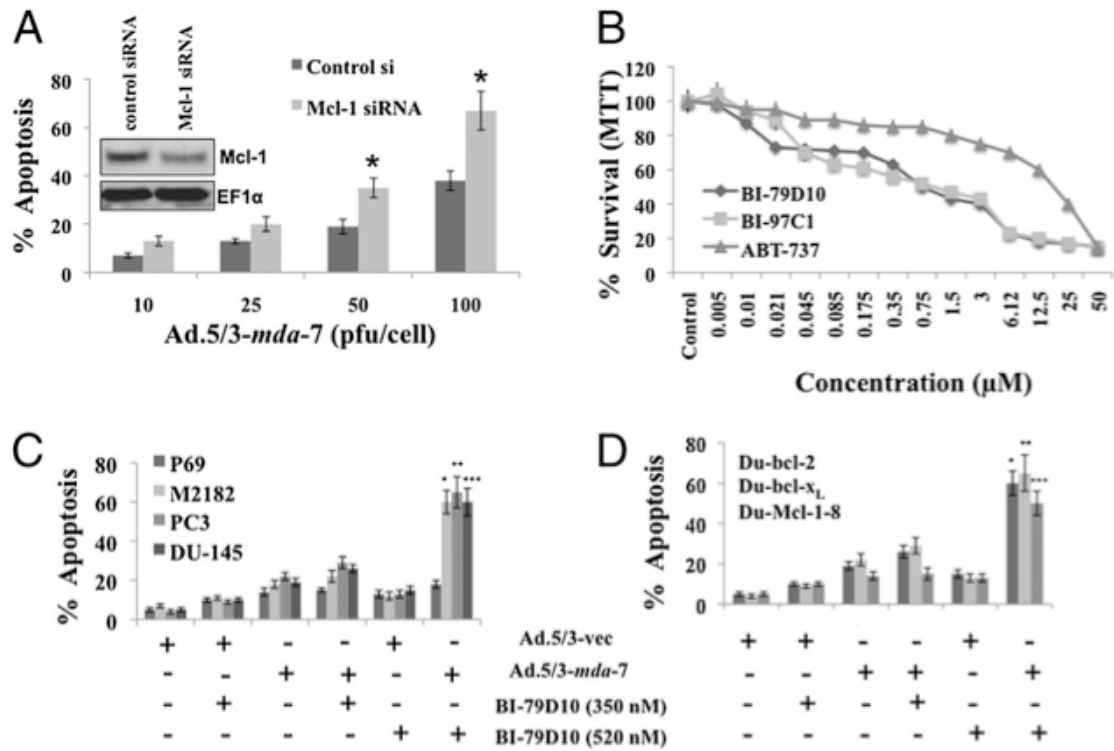 A
control siRNA
Mcl-1 siRNA
Control si
Mcl-1 siRNA
*
*
Mcl-1
EF1α
% Apoptosis
80
60
40
20
0
10 25 50 100
Ad.5/3-mda-7 (pfu/cell)
B
% Survival (MTT)
120
100
80
60
40
20
0
BI-79D10
BI-97C1
ABT-737
Control 0.005 0.01 0.021 0.045 0.085 0.175 0.35 0.75 1.5 3 6.12 12.5 25 50
Concentration (µM)
C
% Apoptosis
80
60
40
20
0
P69
M2182
PC3
DU-145
* ** ***
D
% Apoptosis
80
60
40
20
0
Du-bcl-2
Du-bcl-xL
Du-Mcl-1-8
* ** ***
+ + - - + - Ad.5/3-vec + + - - + -
- - + + - + Ad.5/3-mda-7 - - + + - +
- + - + - - BI-79D10 (350 nM) - + - + - -
- - - - + + BI-79D10 (520 nM) - - - - + +